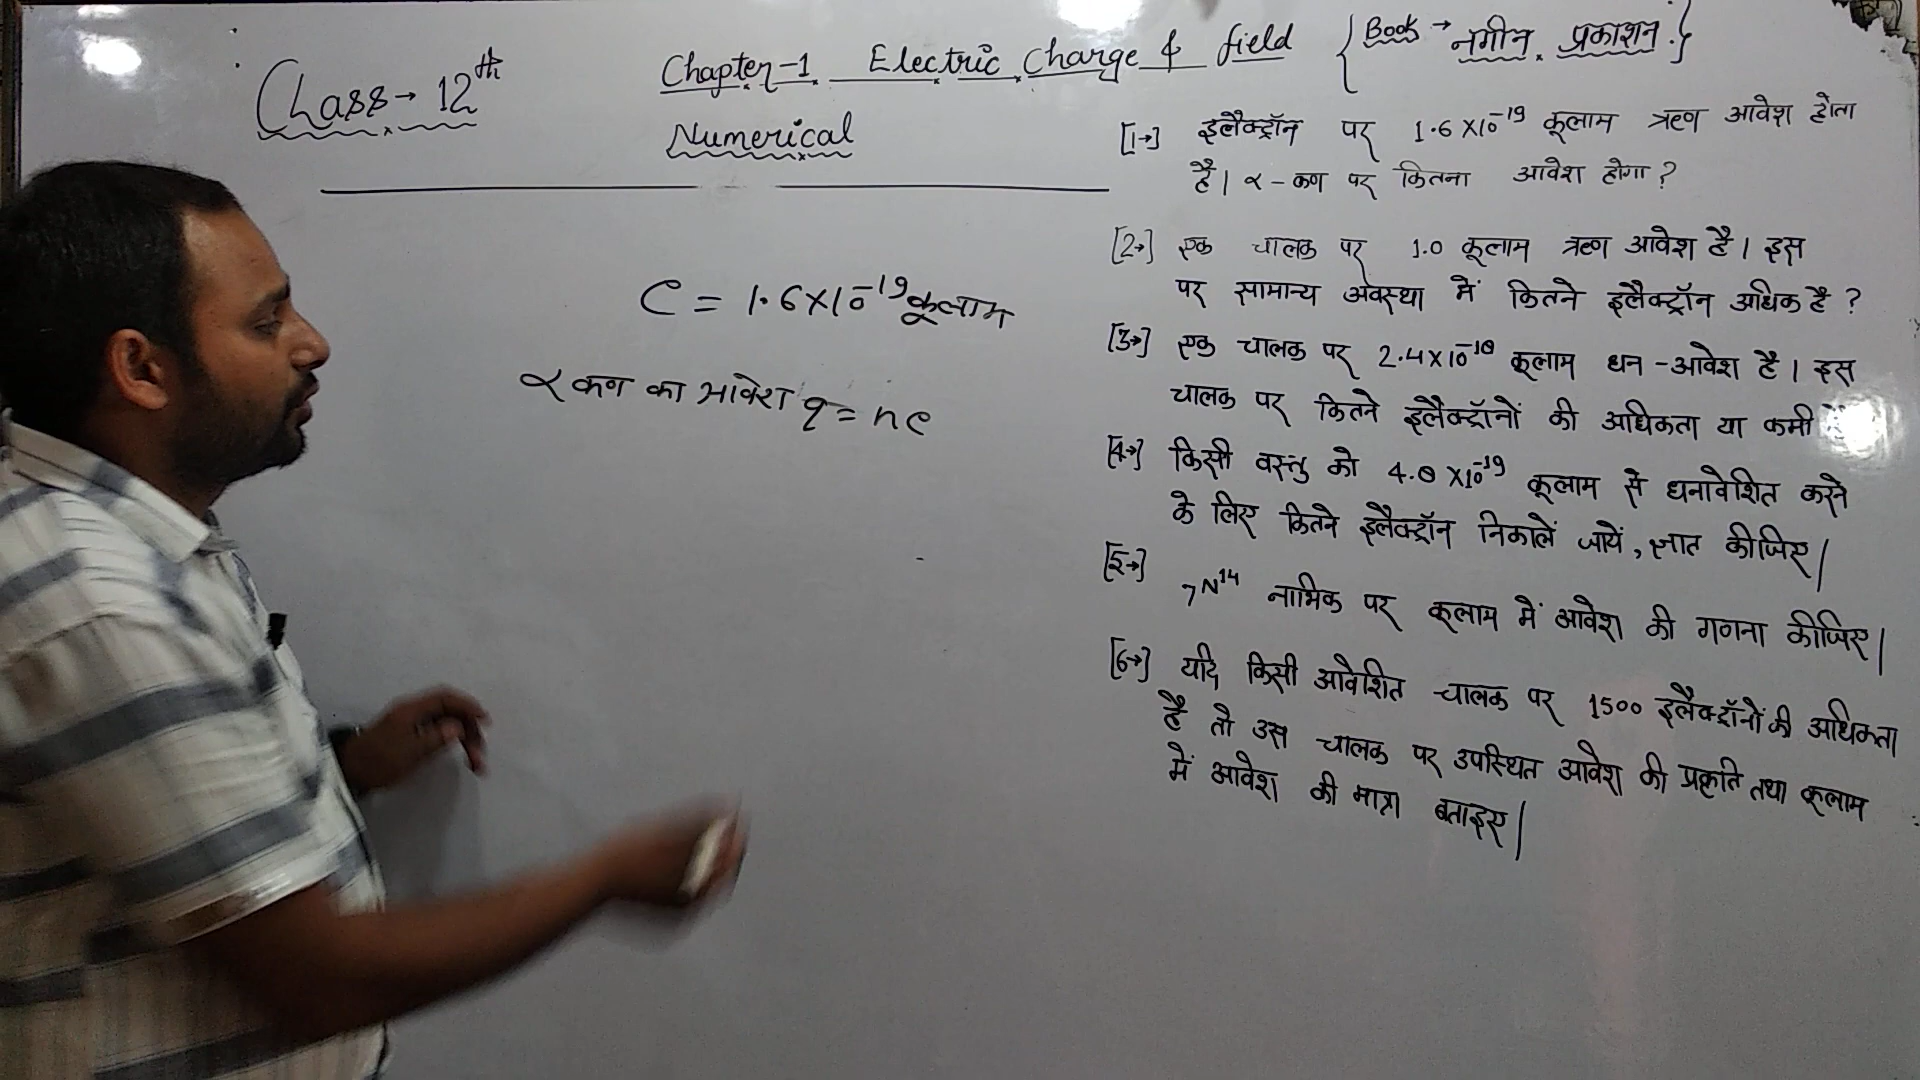 Class→ 12th
Chapter-1 Electric Charge & field {Book → नगीन प्रकाशन.}
Numerical
e = 1.6×10⁻¹⁹ कूलाम
α कण का आवेश q = ne
[1→] इलैक्ट्रॉन पर 1.6×10⁻¹⁹ कूलाम ऋण आवेश होता
है। α-कण पर कितना आवेश होगा?
[2→] एक चालक पर 1.0 कूलाम ऋण आवेश है। इस
पर सामान्य अवस्था में कितने इलैक्ट्रॉन अधिक है?
[3→] एक चालक पर 2.4×10⁻¹⁸ कूलाम धन-आवेश है। इस
चालक पर कितने इलैक्ट्रॉनों की अधिकता या कमी
[4→] किसी वस्तु को 4.8×10⁻¹⁹ कूलाम से धनावेशित करने
के लिए कितने इलैक्ट्रॉन निकालें जायें, ज्ञात कीजिए।
[5→] ₇N¹⁴ नाभिक पर कूलाम में आवेश की गणना कीजिए।
[6→] यदि किसी आवेशित चालक पर 1500 इलैक्ट्रॉनों की अधिकता
है तो उस चालक पर उपस्थित आवेश की प्रकृति तथा कूलाम
में आवेश की मात्रा बताइए।